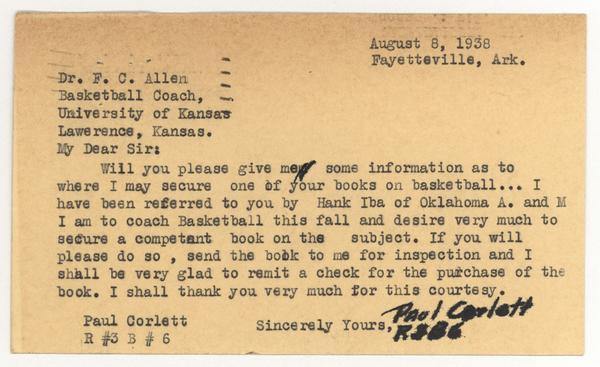 August 8, 1938
Fayetteville, Ark.
Dr. F. C. Allen
Basketball Coach,
University of Kansas
Lawerence, Kansas.
My Dear Sir:
Will you please give me some information as to
where I may secure one of your books on basketball... I
have been referred to you by Hank Iba of Oklahoma A. and M
I am to coach Basketball this fall and desire very much to
secure a competent book on the subject. If you will
please do so , send the book to me for inspection and I
shall be very glad to remit a check for the purchase of the
book. I shall thank you very much for this courtesy.
Paul Corlett
R #3 B # 6
Sincerely Yours,
Paul Corlett